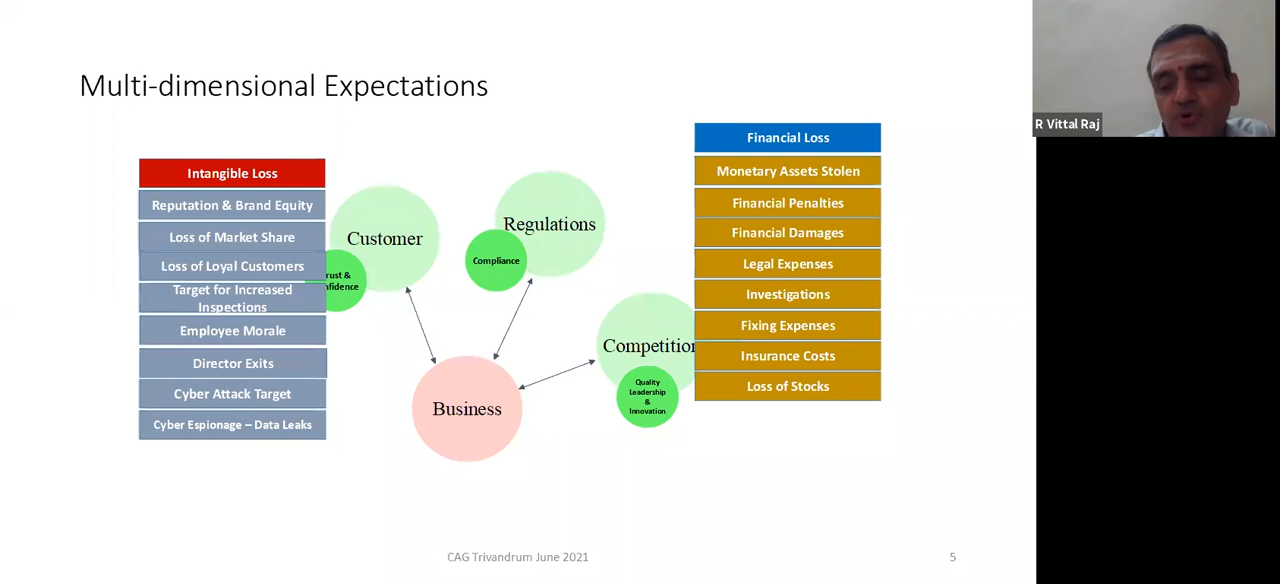 Multi-dimensional Expectations
R Vittal Raj
Intangible Loss
Reputation & Brand Equity
Loss of Market Share
Loss of Loyal Customers
Target for Increased
Inspections
Employee Morale
Director Exits
Cyber Attack Target
Cyber Espionage – Data Leaks
Customer
Regulations
Compliance
Competition
Quality
Leadership
&
Innovation
Business
Financial Loss
Monetary Assets Stolen
Financial Penalties
Financial Damages
Legal Expenses
Investigations
Fixing Expenses
Insurance Costs
Loss of Stocks
CAG Trivandrum June 2021
5